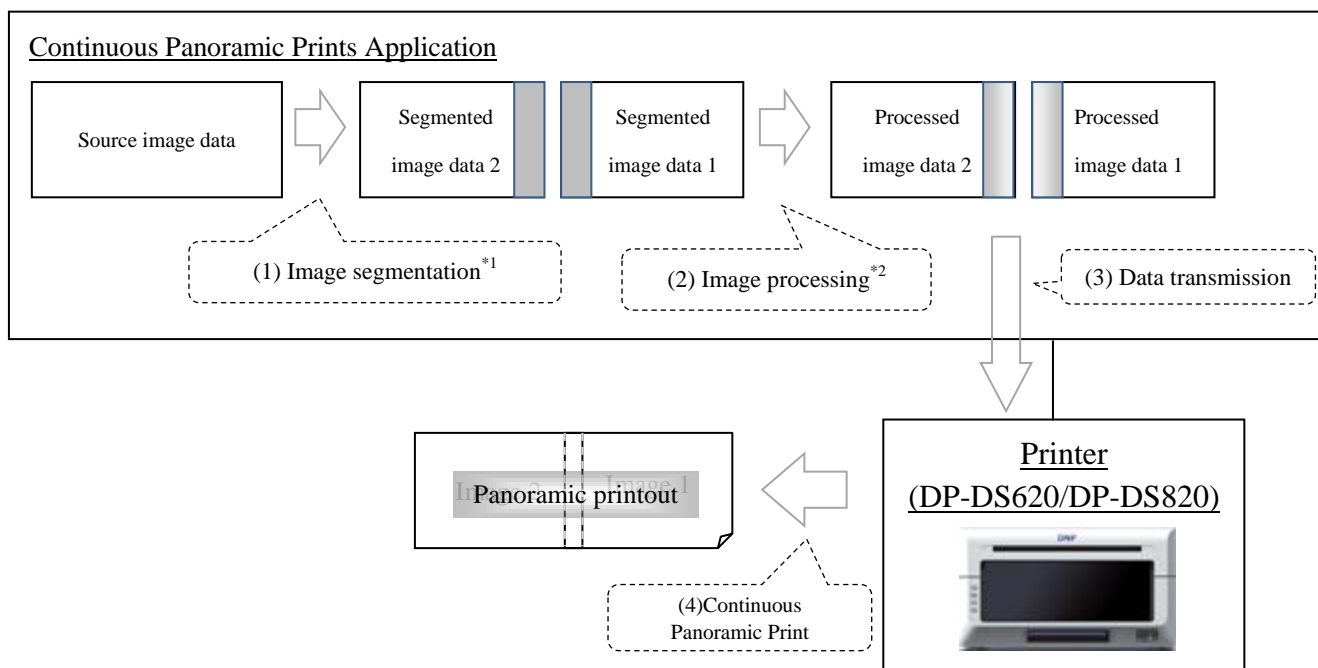 Continuous Panoramic Prints Application
Source image data
Segmented
image data 2
Segmented
image data 1
Processed
image data 2
Processed
image data 1
(1) Image segmentation*1
(2) Image processing*2
(3) Data transmission
Printer
(DP-DS620/DP-DS820)
DNP
Image 2
Image 1
Panoramic printout
(4)Continuous
Panoramic Print